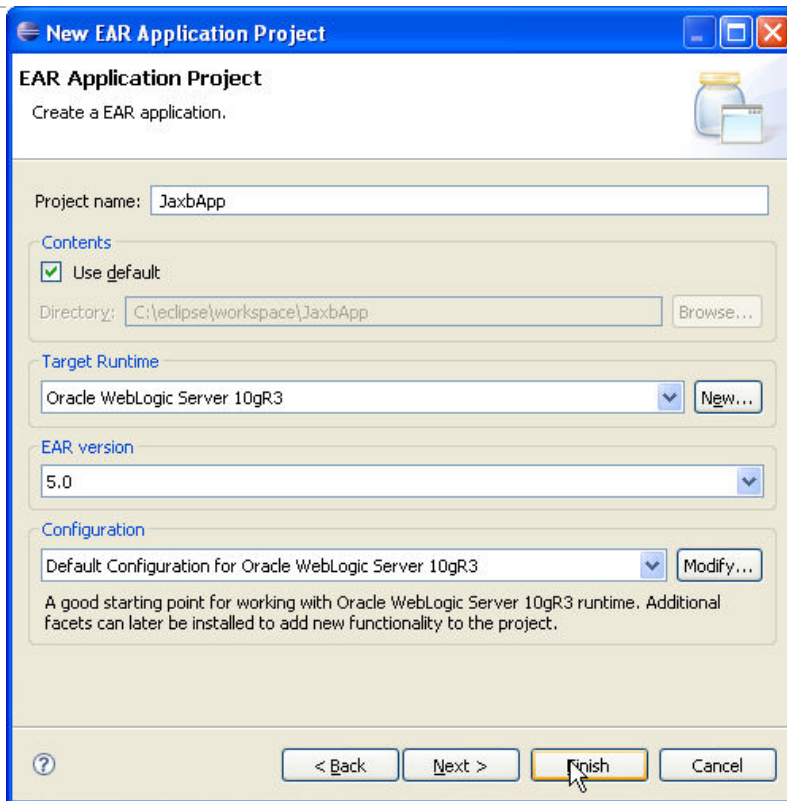 New EAR Application Project
EAR Application Project
Create a EAR application.
Project name: JaxbApp
Contents
Use default
Directory: C:\eclipse\workspace\JaxbApp Browse...
Target Runtime
Oracle WebLogic Server 10gR3 New...
EAR version
5.0
Configuration
Default Configuration for Oracle WebLogic Server 10gR3 Modify...
A good starting point for working with Oracle WebLogic Server 10gR3 runtime. Additional
facets can later be installed to add new functionality to the project.
? < Back Next > Finish Cancel